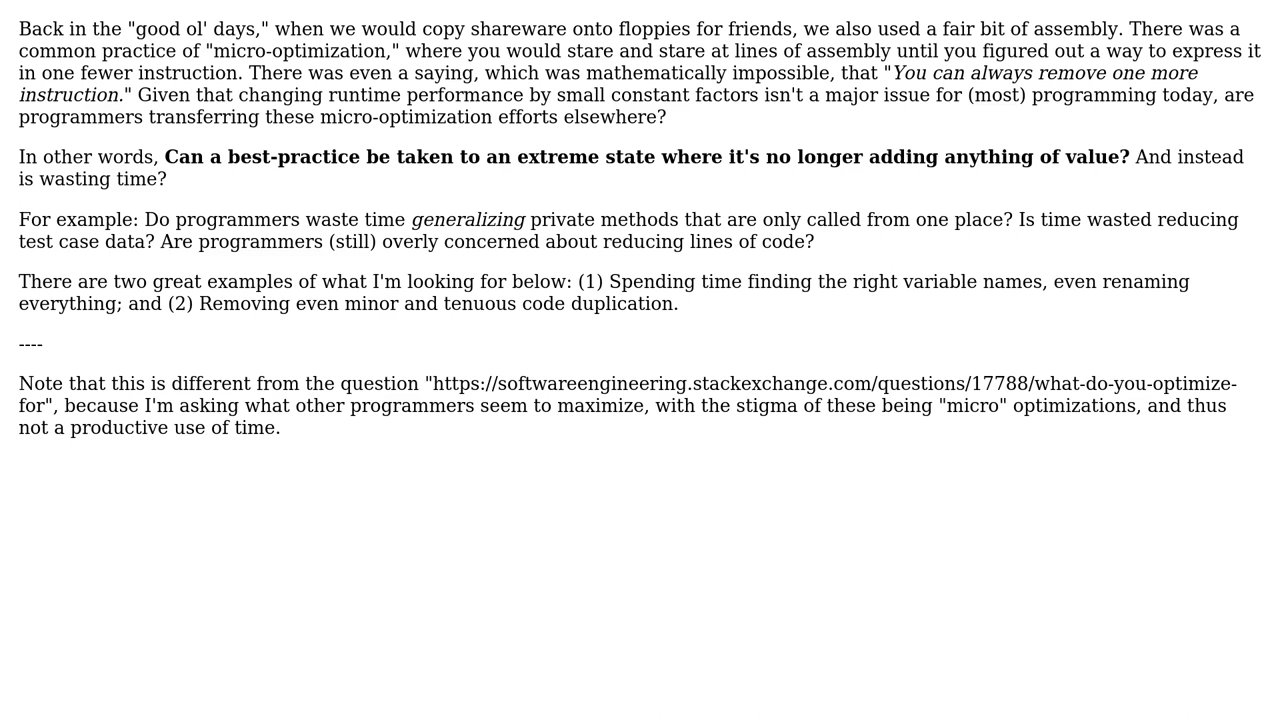 Back in the "good ol' days," when we would copy shareware onto floppies for friends, we also used a fair bit of assembly. There was a
common practice of "micro-optimization," where you would stare and stare at lines of assembly until you figured out a way to express it
in one fewer instruction. There was even a saying, which was mathematically impossible, that "You can always remove one more
instruction." Given that changing runtime performance by small constant factors isn't a major issue for (most) programming today, are
programmers transferring these micro-optimization efforts elsewhere?
In other words, Can a best-practice be taken to an extreme state where it's no longer adding anything of value? And instead
is wasting time?
For example: Do programmers waste time generalizing private methods that are only called from one place? Is time wasted reducing
test case data? Are programmers (still) overly concerned about reducing lines of code?
There are two great examples of what I'm looking for below: (1) Spending time finding the right variable names, even renaming
everything; and (2) Removing even minor and tenuous code duplication.
----
Note that this is different from the question "https://softwareengineering.stackexchange.com/questions/17788/what-do-you-optimize-
for", because I'm asking what other programmers seem to maximize, with the stigma of these being "micro" optimizations, and thus
not a productive use of time.